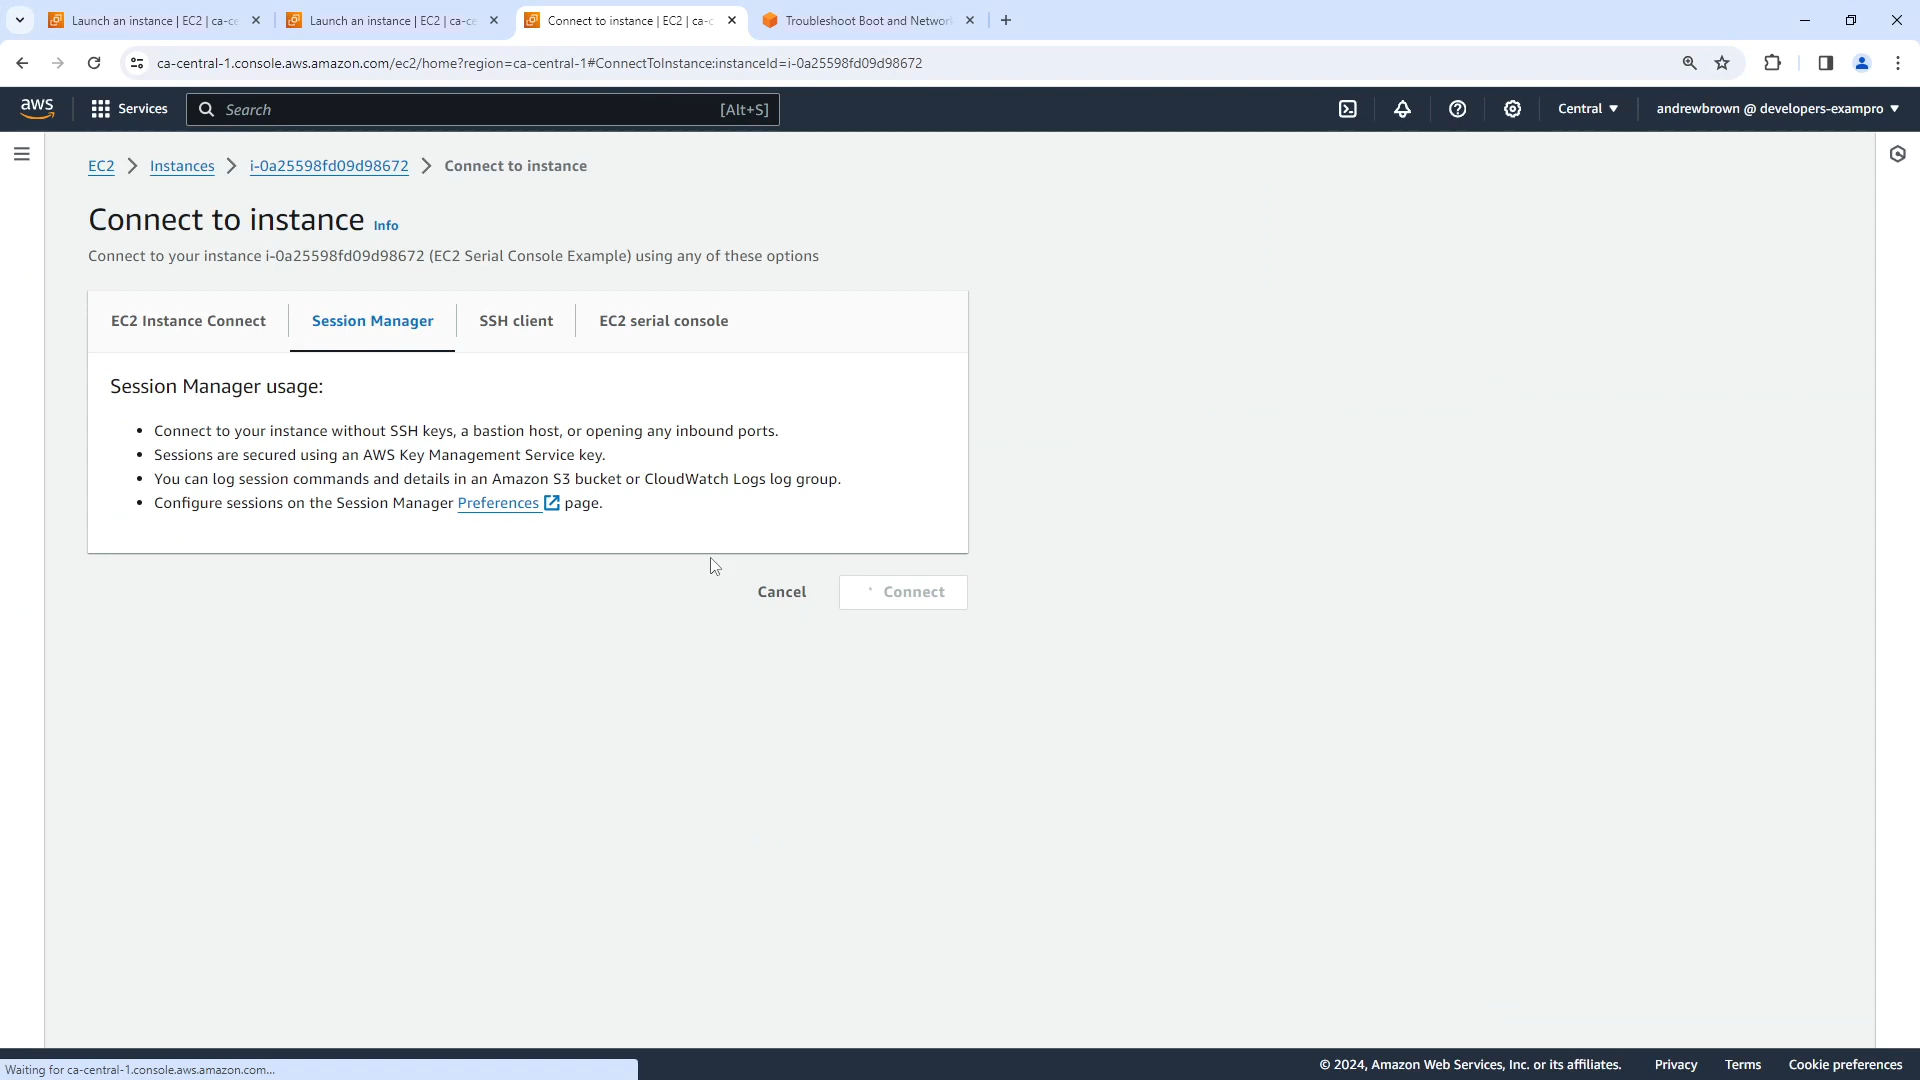 Launch an instance | EC2 | ca-ce
Launch an instance | EC2 | ca-ce
Connect to instance | EC2 | ca-c
Troubleshoot Boot and Networ
ca-central-1.console.aws.amazon.com/ec2/home?region=ca-central-1#ConnectToInstance:instanceId=i-0a25598fd09d98672
aws
Services
Search
[Alt+S]
Central
andrewbrown @ developers-exampro
EC2
Instances
i-0a25598fd09d98672
Connect to instance
Connect to instance Info
Connect to your instance i-0a25598fd09d98672 (EC2 Serial Console Example) using any of these options
EC2 Instance Connect
Session Manager
SSH client
EC2 serial console
Session Manager usage:
• Connect to your instance without SSH keys, a bastion host, or opening any inbound ports.
• Sessions are secured using an AWS Key Management Service key.
• You can log session commands and details in an Amazon S3 bucket or CloudWatch Logs log group.
• Configure sessions on the Session Manager Preferences page.
Cancel
Connect
Waiting for ca-central-1.console.aws.amazon.com...
© 2024, Amazon Web Services, Inc. or its affiliates.
Privacy
Terms
Cookie preferences